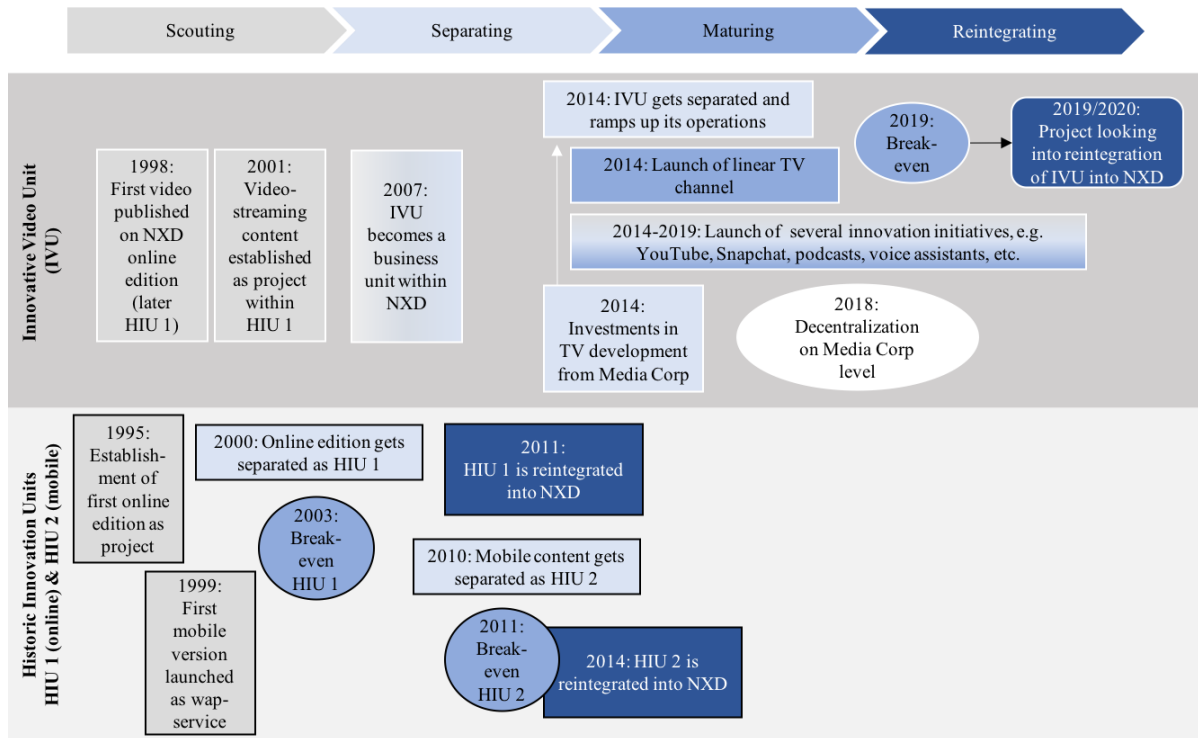 Scouting
Separating
Maturing
Reintegrating
Innovative Video Unit
(IVU)
1998:
First video
published
on NXD
online
edition
(later
HIU 1)
2001:
Video-
streaming
content
established
as project
within
HIU 1
2007:
IVU
becomes a
business
unit within
NXD
2014: IVU gets separated and
ramps up its operations
2014: Launch of linear TV
channel
2014-2019: Launch of several innovation initiatives, e.g.
YouTube, Snapchat, podcasts, voice assistants, etc.
2014:
Investments in
TV development
from Media Corp
2018:
Decentralization
on Media Corp
level
2019:
Break-
even
2019/2020:
Project looking
into reintegration
of IVU into NXD
Historic Innovation Units
HIU 1 (online) & HIU 2 (mobile)
1995:
Establish-
ment of
first online
edition as
project
1999:
First
mobile
version
launched
as wap-
service
2000: Online edition gets
separated as HIU 1
2003:
Break-
even
HIU 1
2011:
HIU 1 is reintegrated
into NXD
2010: Mobile content gets
separated as HIU 2
2011:
Break-
even
HIU 2
2014: HIU 2 is
reintegrated into NXD